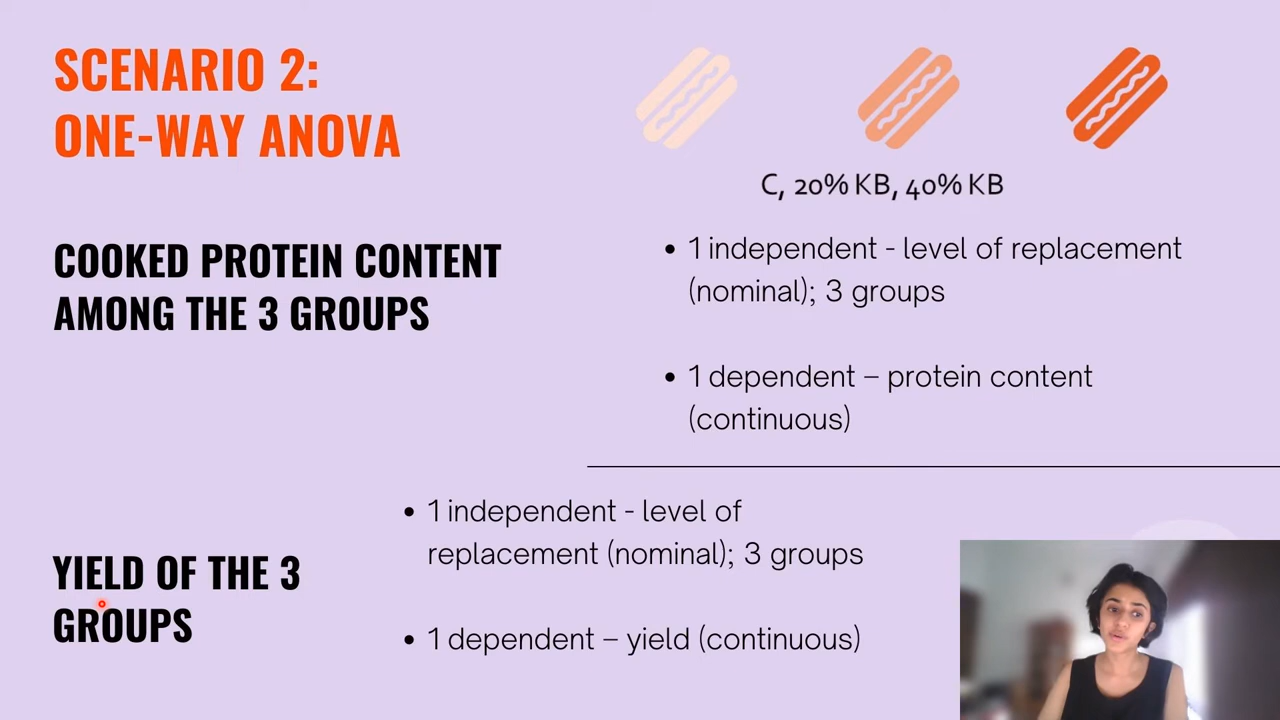 SCENARIO 2:
ONE-WAY ANOVA
C, 20% KB, 40% KB
COOKED PROTEIN CONTENT
AMONG THE 3 GROUPS
• 1 independent - level of replacement
(nominal); 3 groups
• 1 dependent – protein content
(continuous)
YIELD OF THE 3
GROUPS
• 1 independent - level of
replacement (nominal); 3 groups
• 1 dependent – yield (continuous)